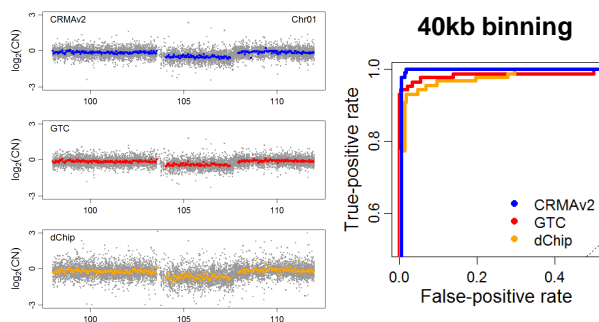 CRMAv2 Chr01
log₂(CN)
3
0
-3
100 105 110
GTC
log₂(CN)
3
0
-3
100 105 110
dChip
log₂(CN)
3
0
-3
100 105 110
40kb binning
True-positive rate
1.0
0.8
0.6
CRMAv2
GTC
dChip
0.0 0.2 0.4
False-positive rate